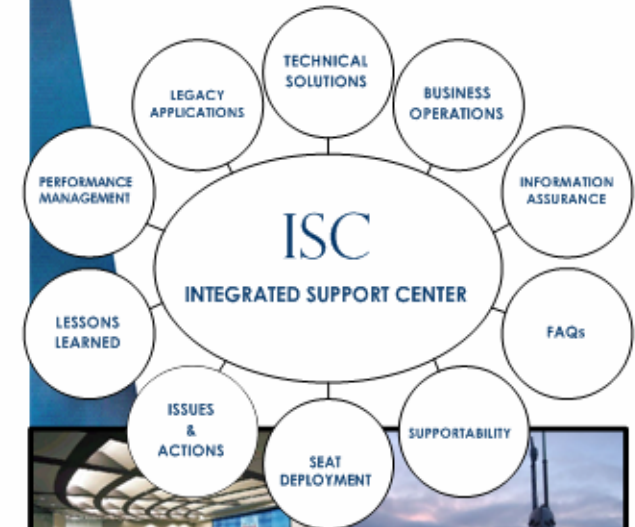 TECHNICAL
SOLUTIONS
BUSINESS
OPERATIONS
INFORMATION
ASSURANCE
FAQs
SUPPORTABILITY
SEAT
DEPLOYMENT
ISSUES
&
ACTIONS
LESSONS
LEARNED
PERFORMANCE
MANAGEMENT
LEGACY
APPLICATIONS
ISC
INTEGRATED SUPPORT CENTER